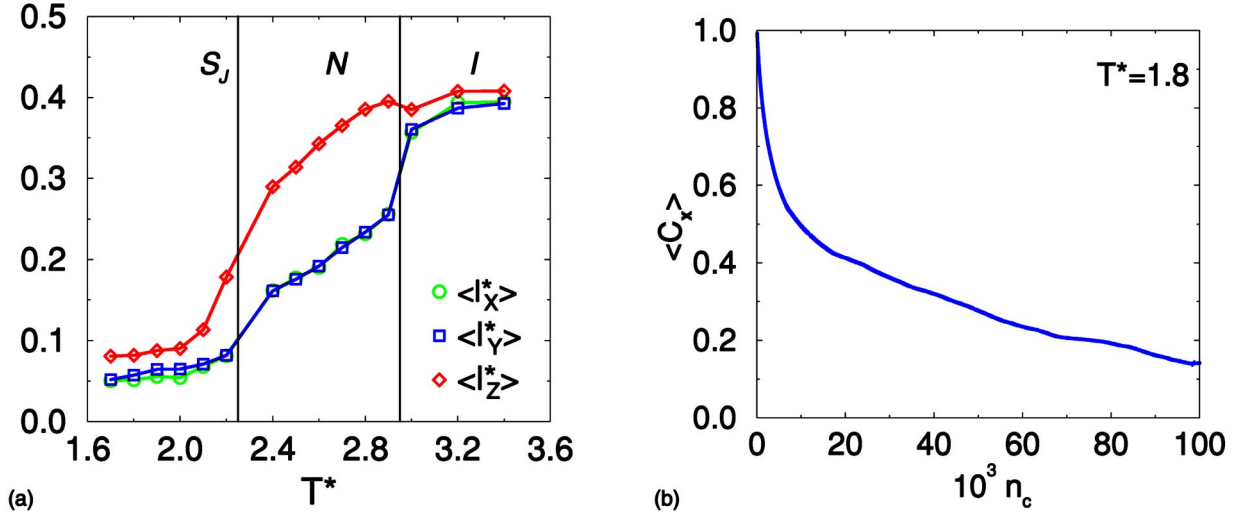 0.5
0.4
0.3
0.2
0.1
0.0
S_J N I
<l*_X>
<l*_Y>
<l*_Z>
1.6 2.0 2.4 2.8 3.2 3.6
T*
(a)
1.0
0.8
0.6
0.4
0.2
0.0
<C_x>
T*=1.8
0 20 40 60 80 100
10^3 n_c
(b)